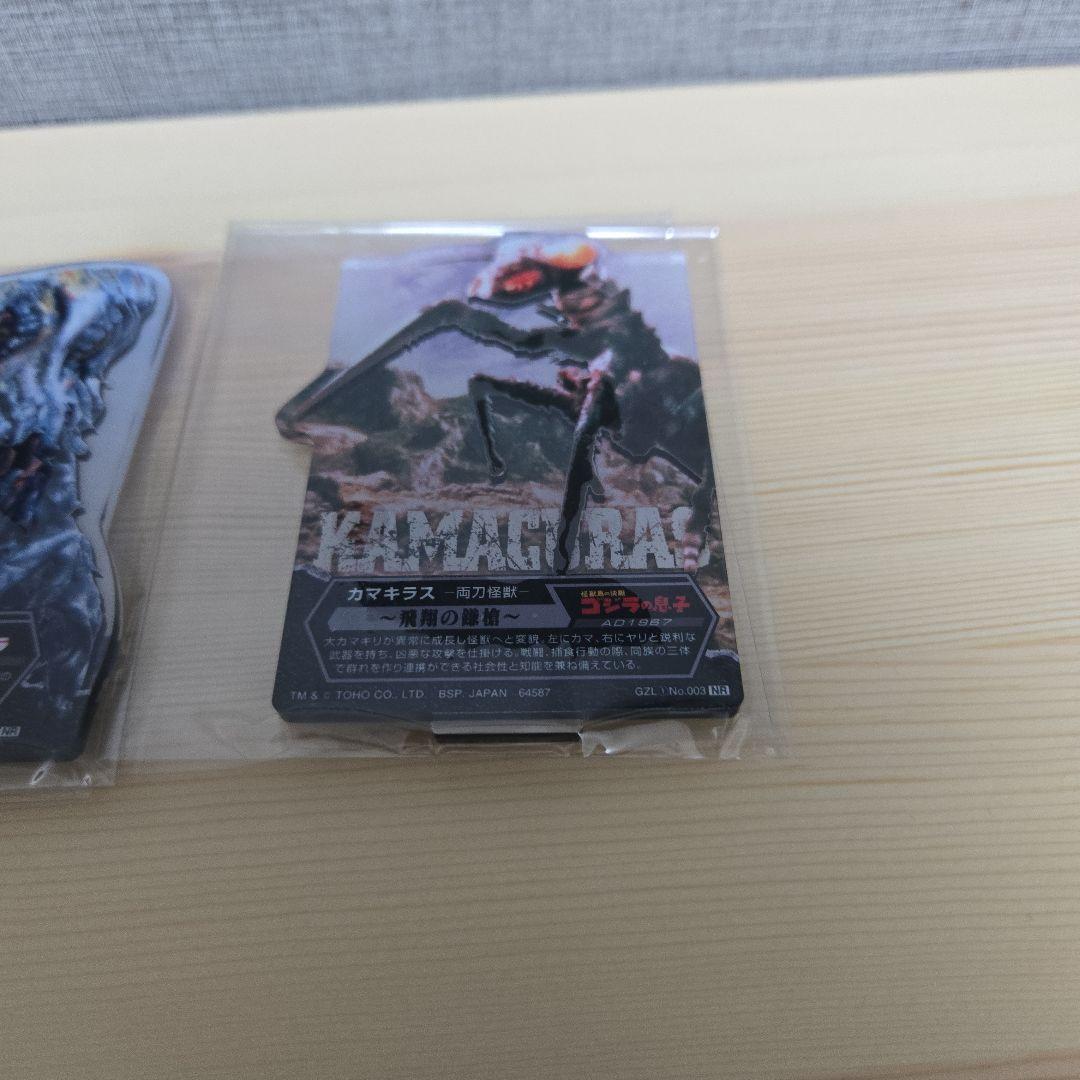 KAMACURAS
カマキラス －両刀怪獣－
～飛翔の鎌槍～
怪獣島の決戦
ゴジラの息子
AD1967
大カマキリが異常に成長し怪獣へと変貌。左にカマ、右にヤリと鋭利な
武器を持ち、凶悪な攻撃を仕掛ける。戦闘、捕食行動の際、同族の三体
で群れを作り連携ができる社会性と知能を兼ね備えている。
TM & © TOHO CO., LTD. BSP. JAPAN 64587
GZL No.003 NR
NR